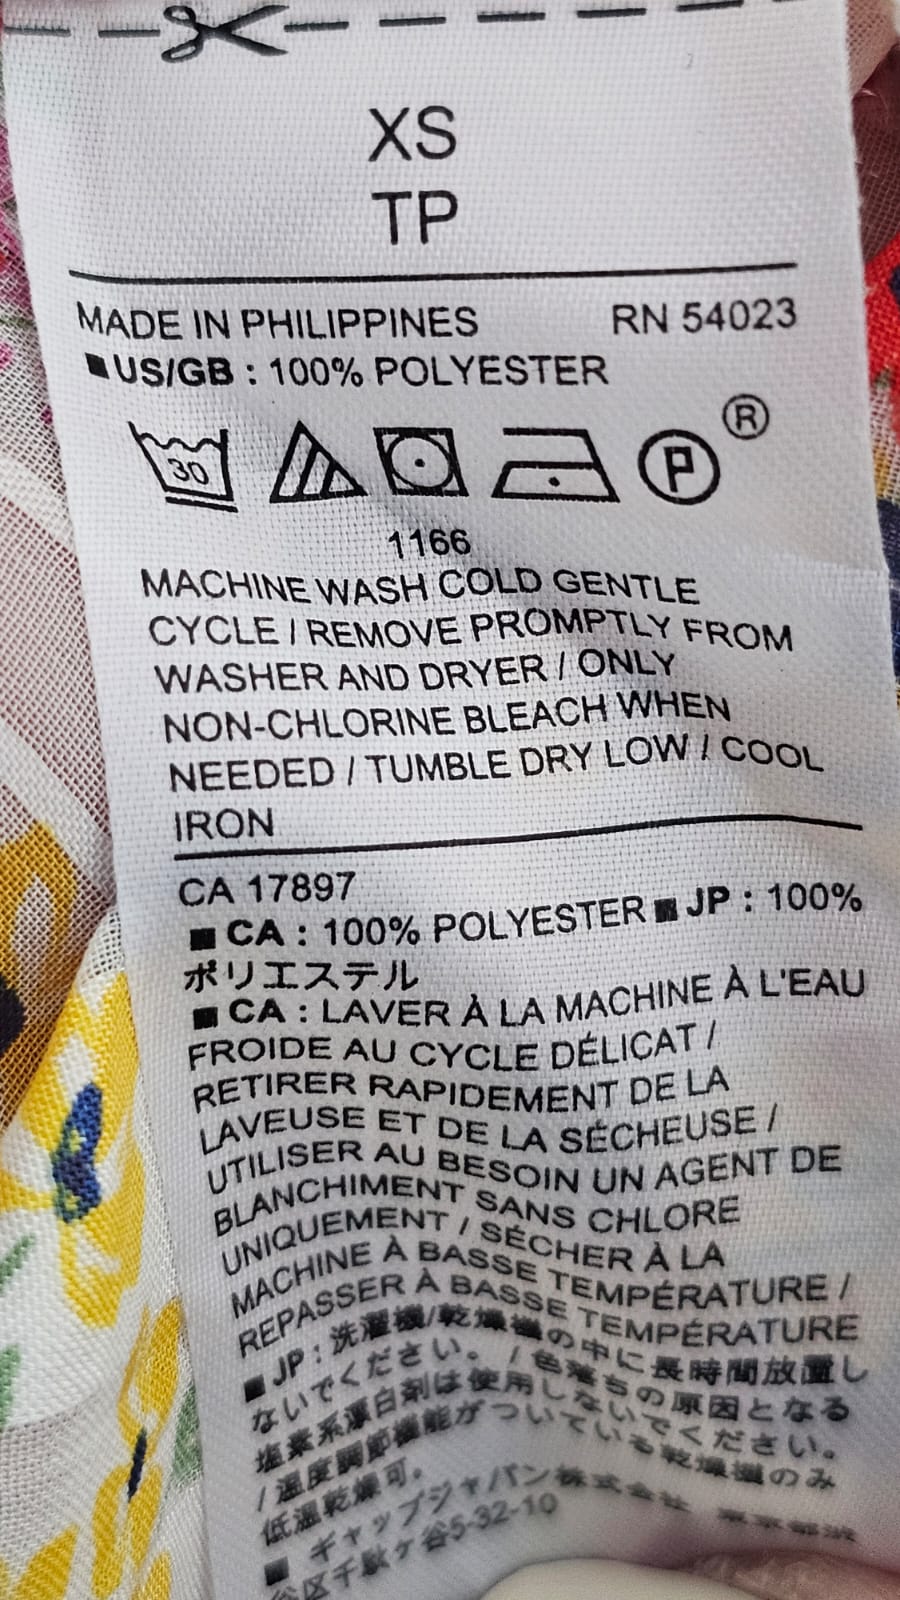 XS
TP
MADE IN PHILIPPINES RN 54023
■US/GB : 100% POLYESTER
30 P ®
1166
MACHINE WASH COLD GENTLE
CYCLE / REMOVE PROMPTLY FROM
WASHER AND DRYER / ONLY
NON-CHLORINE BLEACH WHEN
NEEDED / TUMBLE DRY LOW / COOL
IRON
CA 17897
■ CA : 100% POLYESTER ■ JP : 100%
ポリエステル
■ CA : LAVER À LA MACHINE À L'EAU
FROIDE AU CYCLE DÉLICAT /
RETIRER RAPIDEMENT DE LA
LAVEUSE ET DE LA SÉCHEUSE /
UTILISER AU BESOIN UN AGENT DE
BLANCHIMENT SANS CHLORE
UNIQUEMENT / SÉCHER À LA
MACHINE À BASSE TEMPÉRATURE /
REPASSER À BASSE TEMPÉRATURE
■ JP : 洗濯機/乾燥機の中に長時間放置し
ないでください。 / 色落ちの原因となる
塩素系漂白剤は使用しないでください。
/ 温度調節機能がついている乾燥機のみ
低温乾燥可。
■ ギャップジャパン株式会社 東京都渋
谷区千駄ヶ谷5-32-10